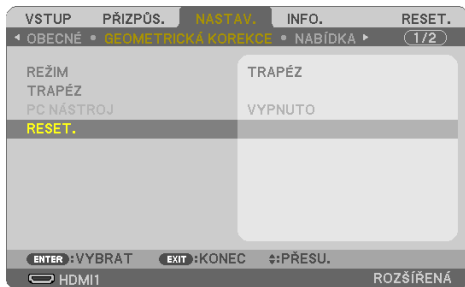 VSTUP PŘIZPŮS. NASTAV. INFO. RESET.
OBECNÉ • GEOMETRICKÁ KOREKCE • NABÍDKA 1/2
REŽIM TRAPÉZ
TRAPÉZ
PC NÁSTROJ VYPNUTO
RESET.
ENTER :VYBRAT EXIT :KONEC :PŘESU.
HDMI1 ROZŠÍŘENÁ